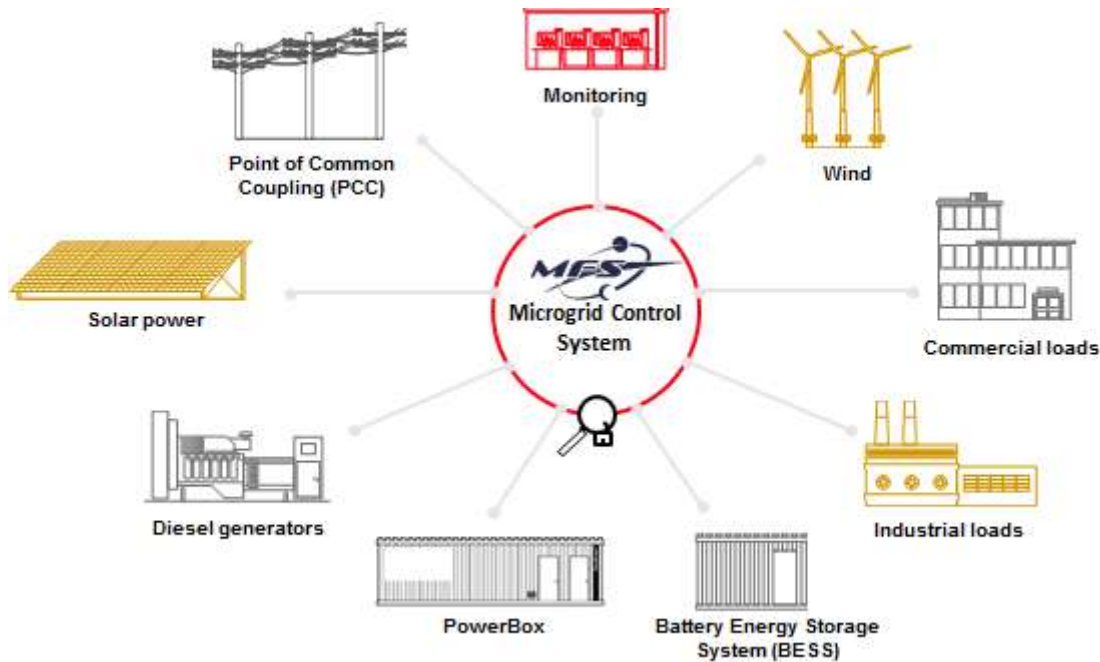 Monitoring
Point of Common
Coupling (PCC)
Wind
MFS
Microgrid Control
System
Solar power
Commercial loads
Diesel generators
Industrial loads
PowerBox
Battery Energy Storage
System (BESS)